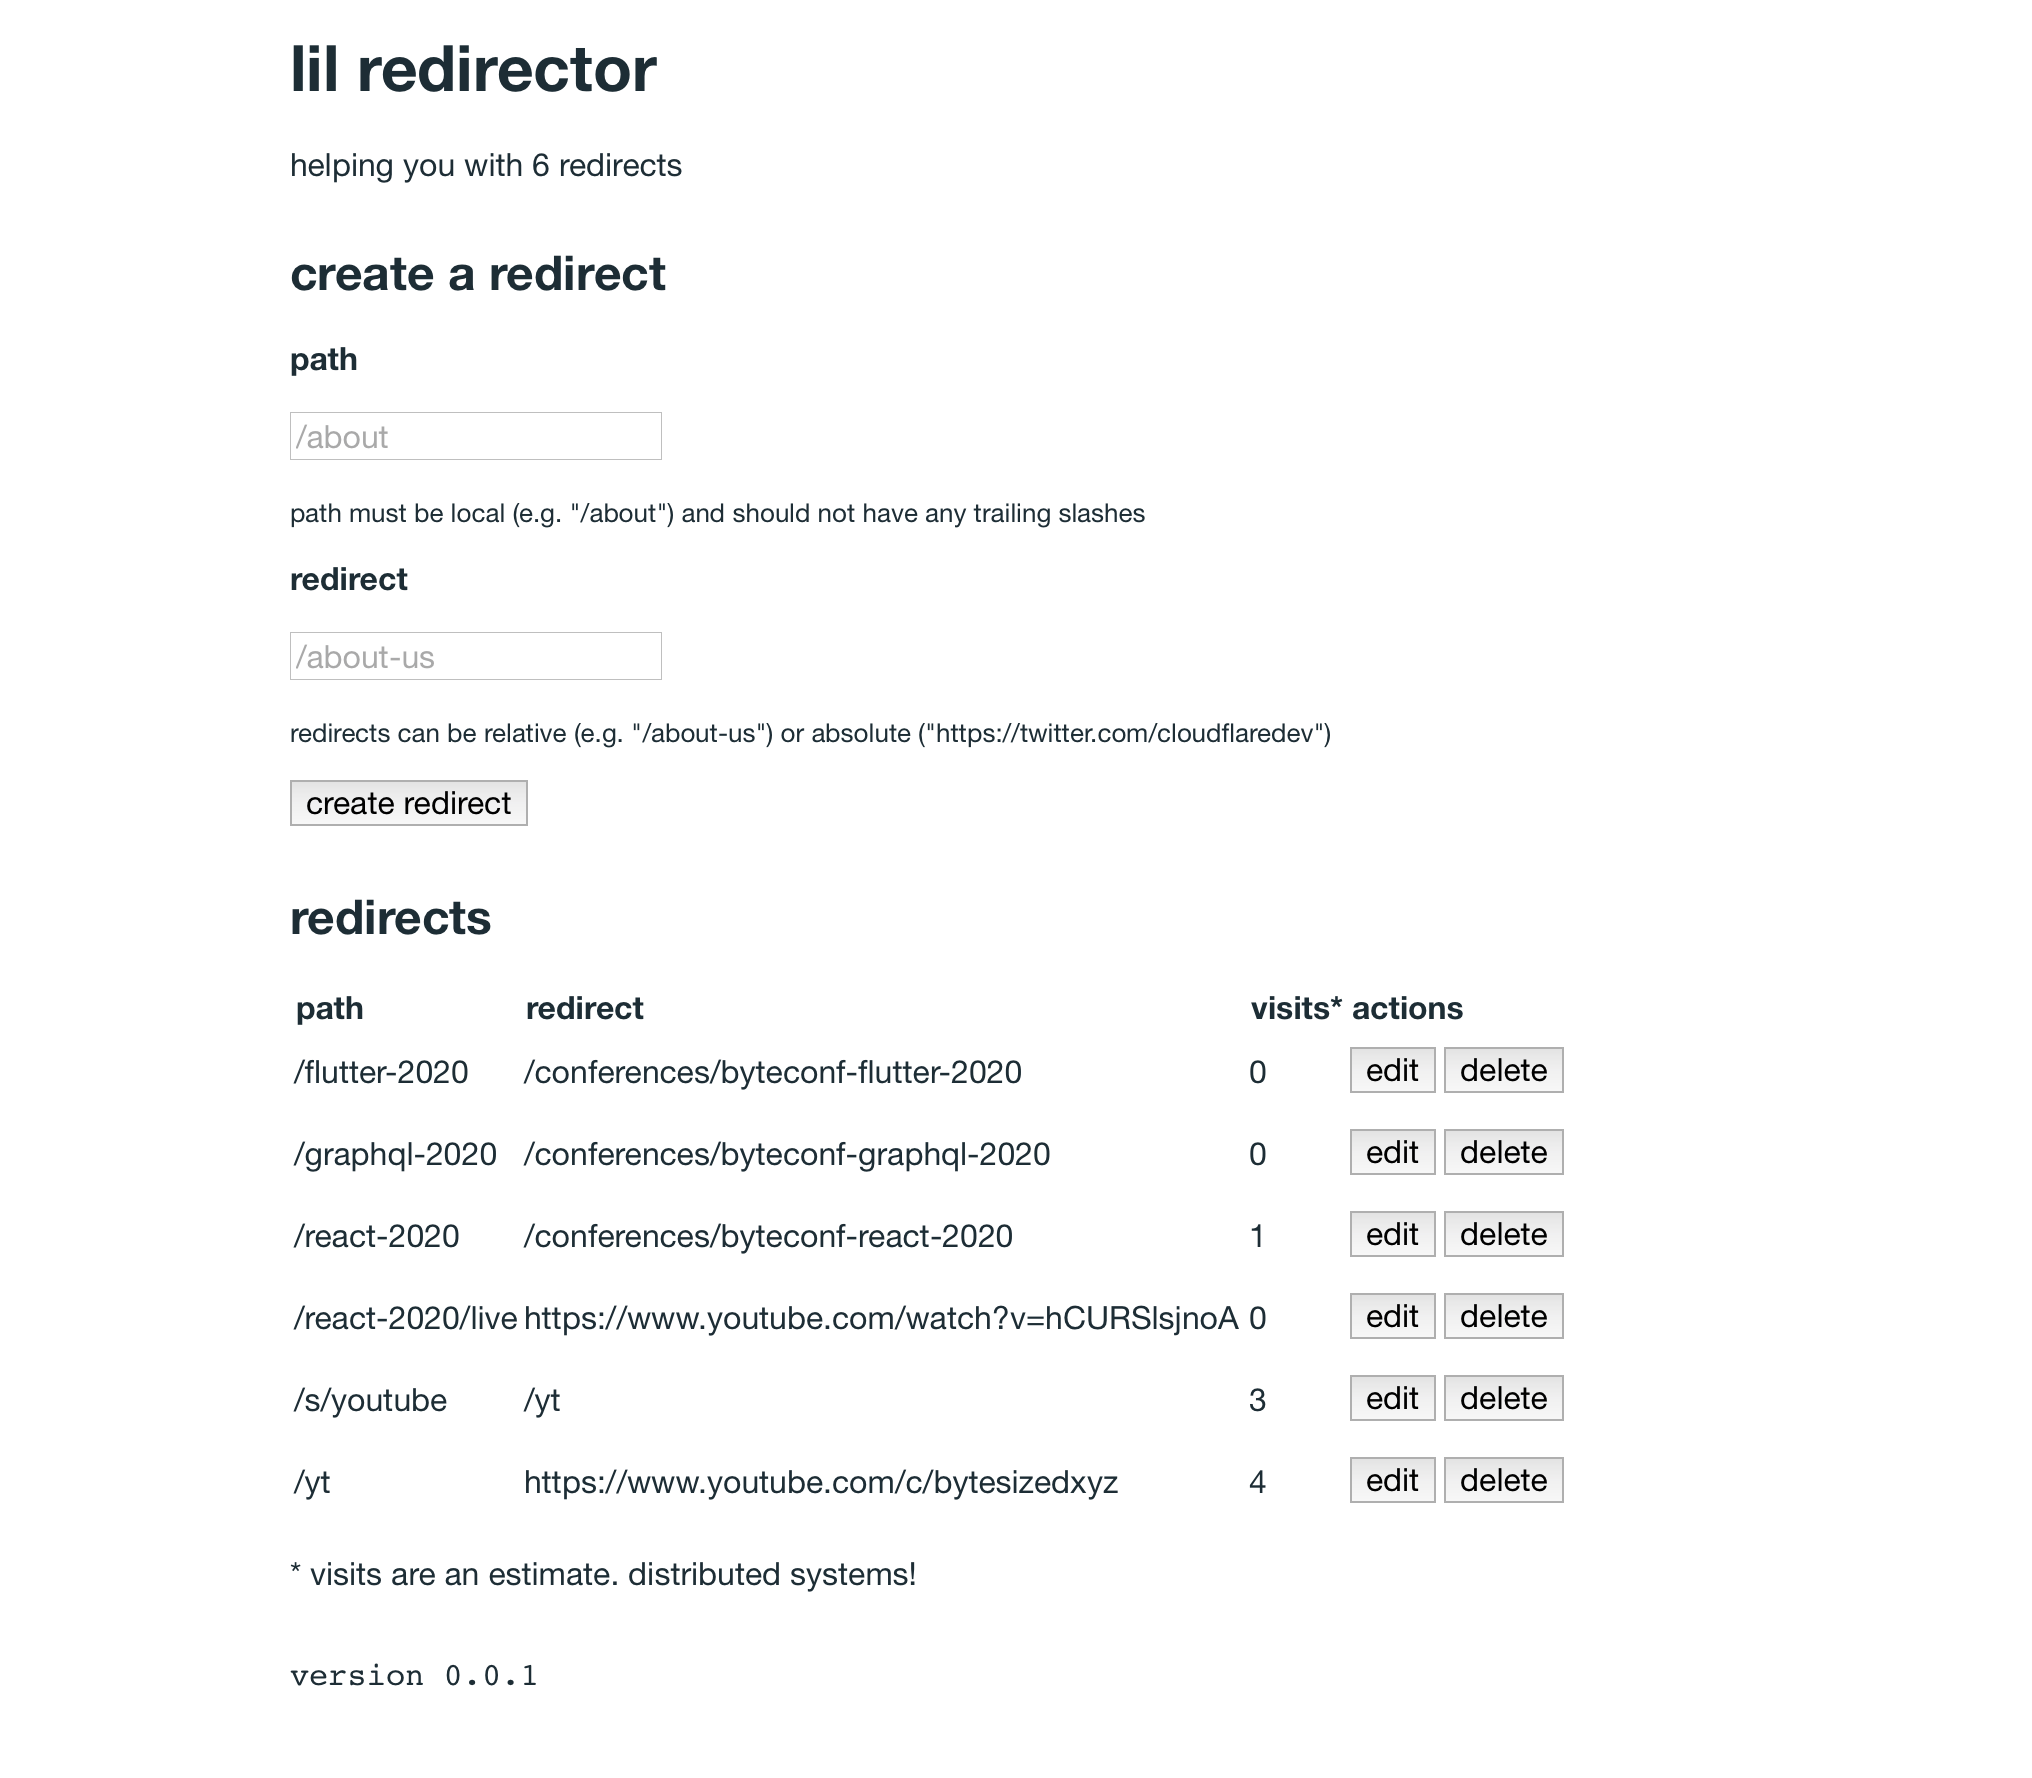 lil redirector
helping you with 6 redirects
create a redirect
path
/about
path must be local (e.g. "/about") and should not have any trailing slashes
redirect
/about-us
redirects can be relative (e.g. "/about-us") or absolute ("https://twitter.com/cloudflaredev")
create redirect
redirects
path redirect visits* actions
/flutter-2020 /conferences/byteconf-flutter-2020 0 edit delete
/graphql-2020 /conferences/byteconf-graphql-2020 0 edit delete
/react-2020 /conferences/byteconf-react-2020 1 edit delete
/react-2020/live https://www.youtube.com/watch?v=hCURSlsjnoA 0 edit delete
/s/youtube /yt 3 edit delete
/yt https://www.youtube.com/c/bytesizedxyz 4 edit delete
* visits are an estimate. distributed systems!
version 0.0.1